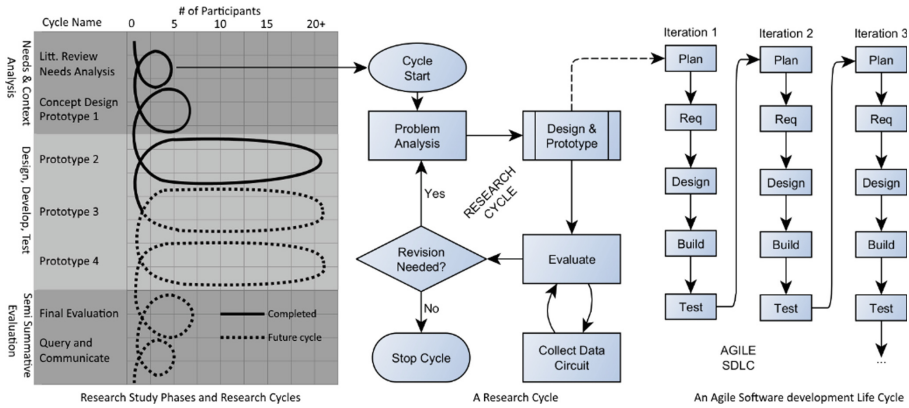 # of Participants
Cycle Name
0 5 10 15 20+
Needs & Context
Analysis
Litt. Review
Needs Analysis
Concept Design
Prototype 1
Design, Develop, Test
Prototype 2
Prototype 3
Prototype 4
Semi Summative
Evaluation
Final Evaluation
Query and
Communicate
Completed
Future cycle
Research Study Phases and Research Cycles
Cycle
Start
Problem
Analysis
Design &
Prototype
RESEARCH
CYCLE
Yes
Revision
Needed?
Evaluate
No
Stop Cycle
Collect Data
Circuit
A Research Cycle
Iteration 1
Plan
Req
Design
Build
Test
Iteration 2
Plan
Req
Design
Build
Test
Iteration 3
Plan
Req
Design
Build
Test
...
AGILE
SDLC
An Agile Software development Life Cycle